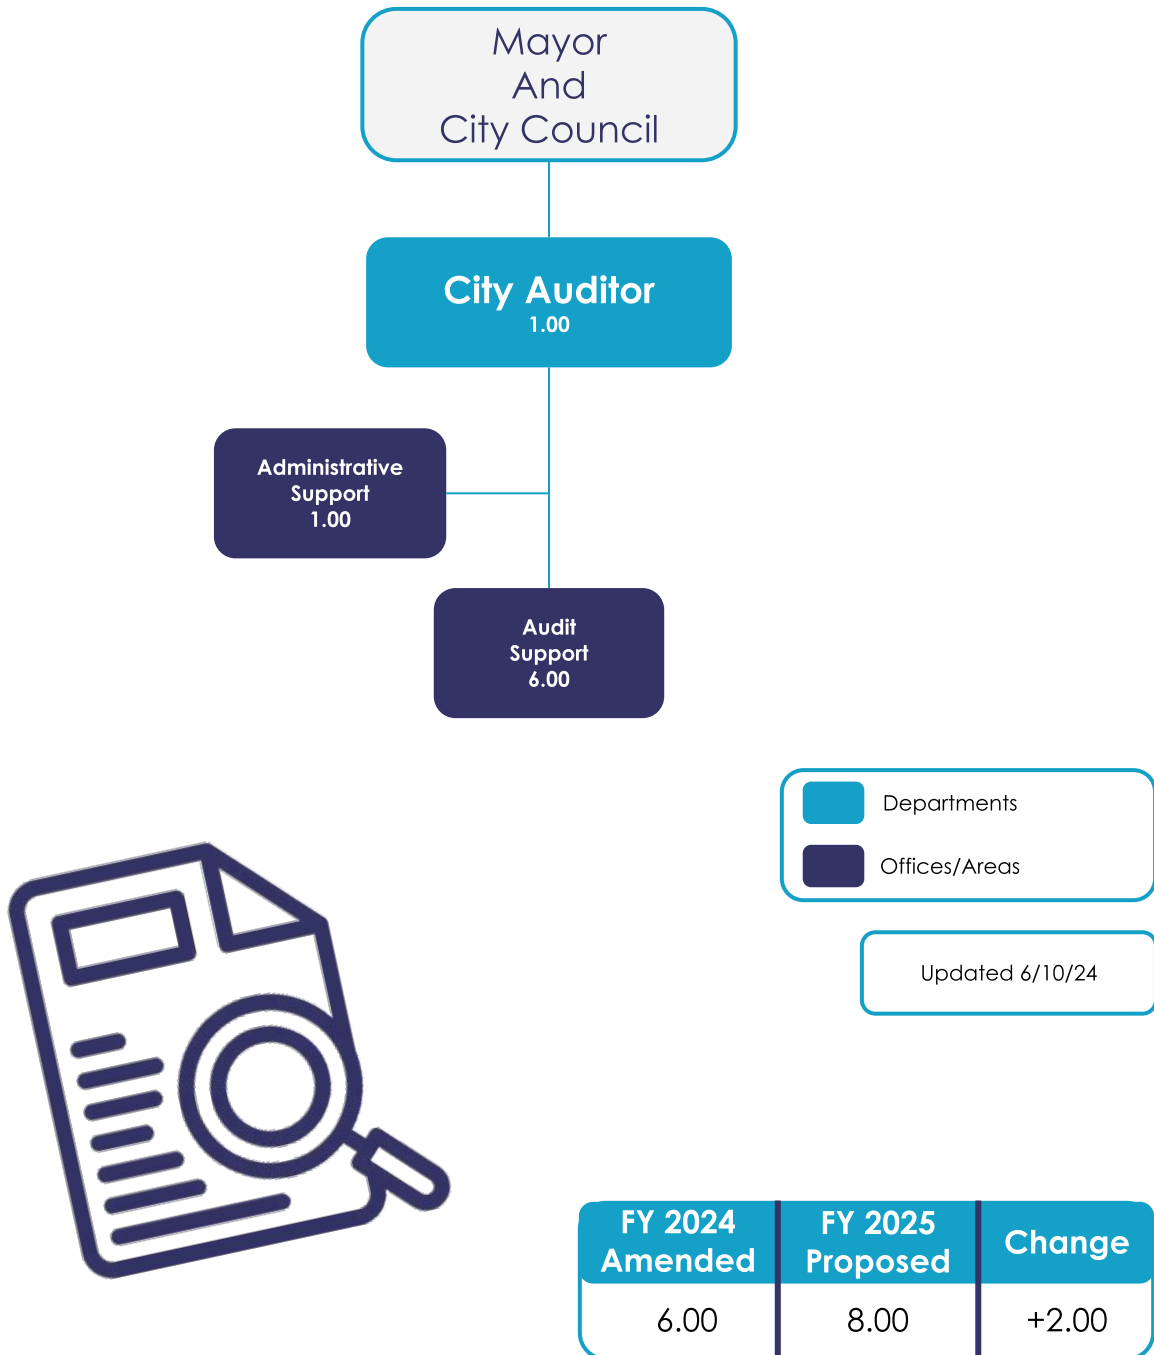 Mayor
And
City Council
City Auditor
1.00
Administrative
Support
1.00
Audit
Support
6.00
Departments
Offices/Areas
Updated 6/10/24
FY 2024
Amended
FY 2025
Proposed
Change
6.00
8.00
+2.00